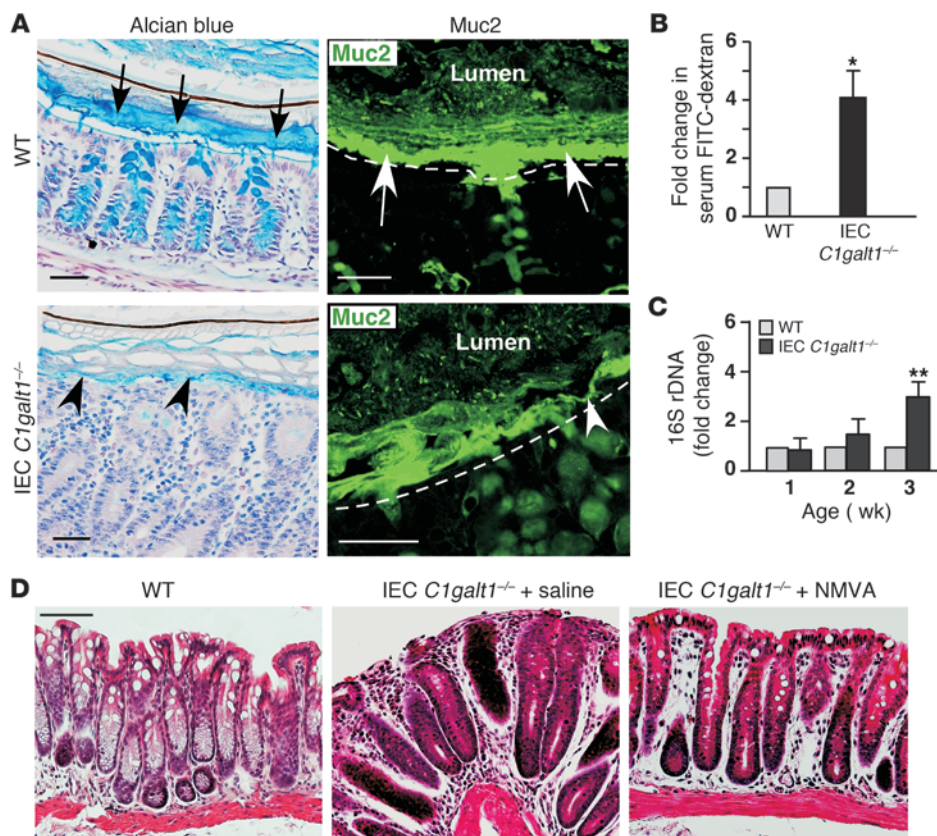 A
Alcian blue
Muc2
WT
Muc2
Lumen
IEC C1galt1–/–
Muc2
Lumen
B
Fold change in
serum FITC-dextran
6
4
2
0
*
WT
IEC
C1galt1–/–
C
WT
IEC C1galt1–/–
16S rDNA
(fold change)
6
4
2
0
**
1
2
3
Age ( wk)
D
WT
IEC C1galt1–/– + saline
IEC C1galt1–/– + NMVA